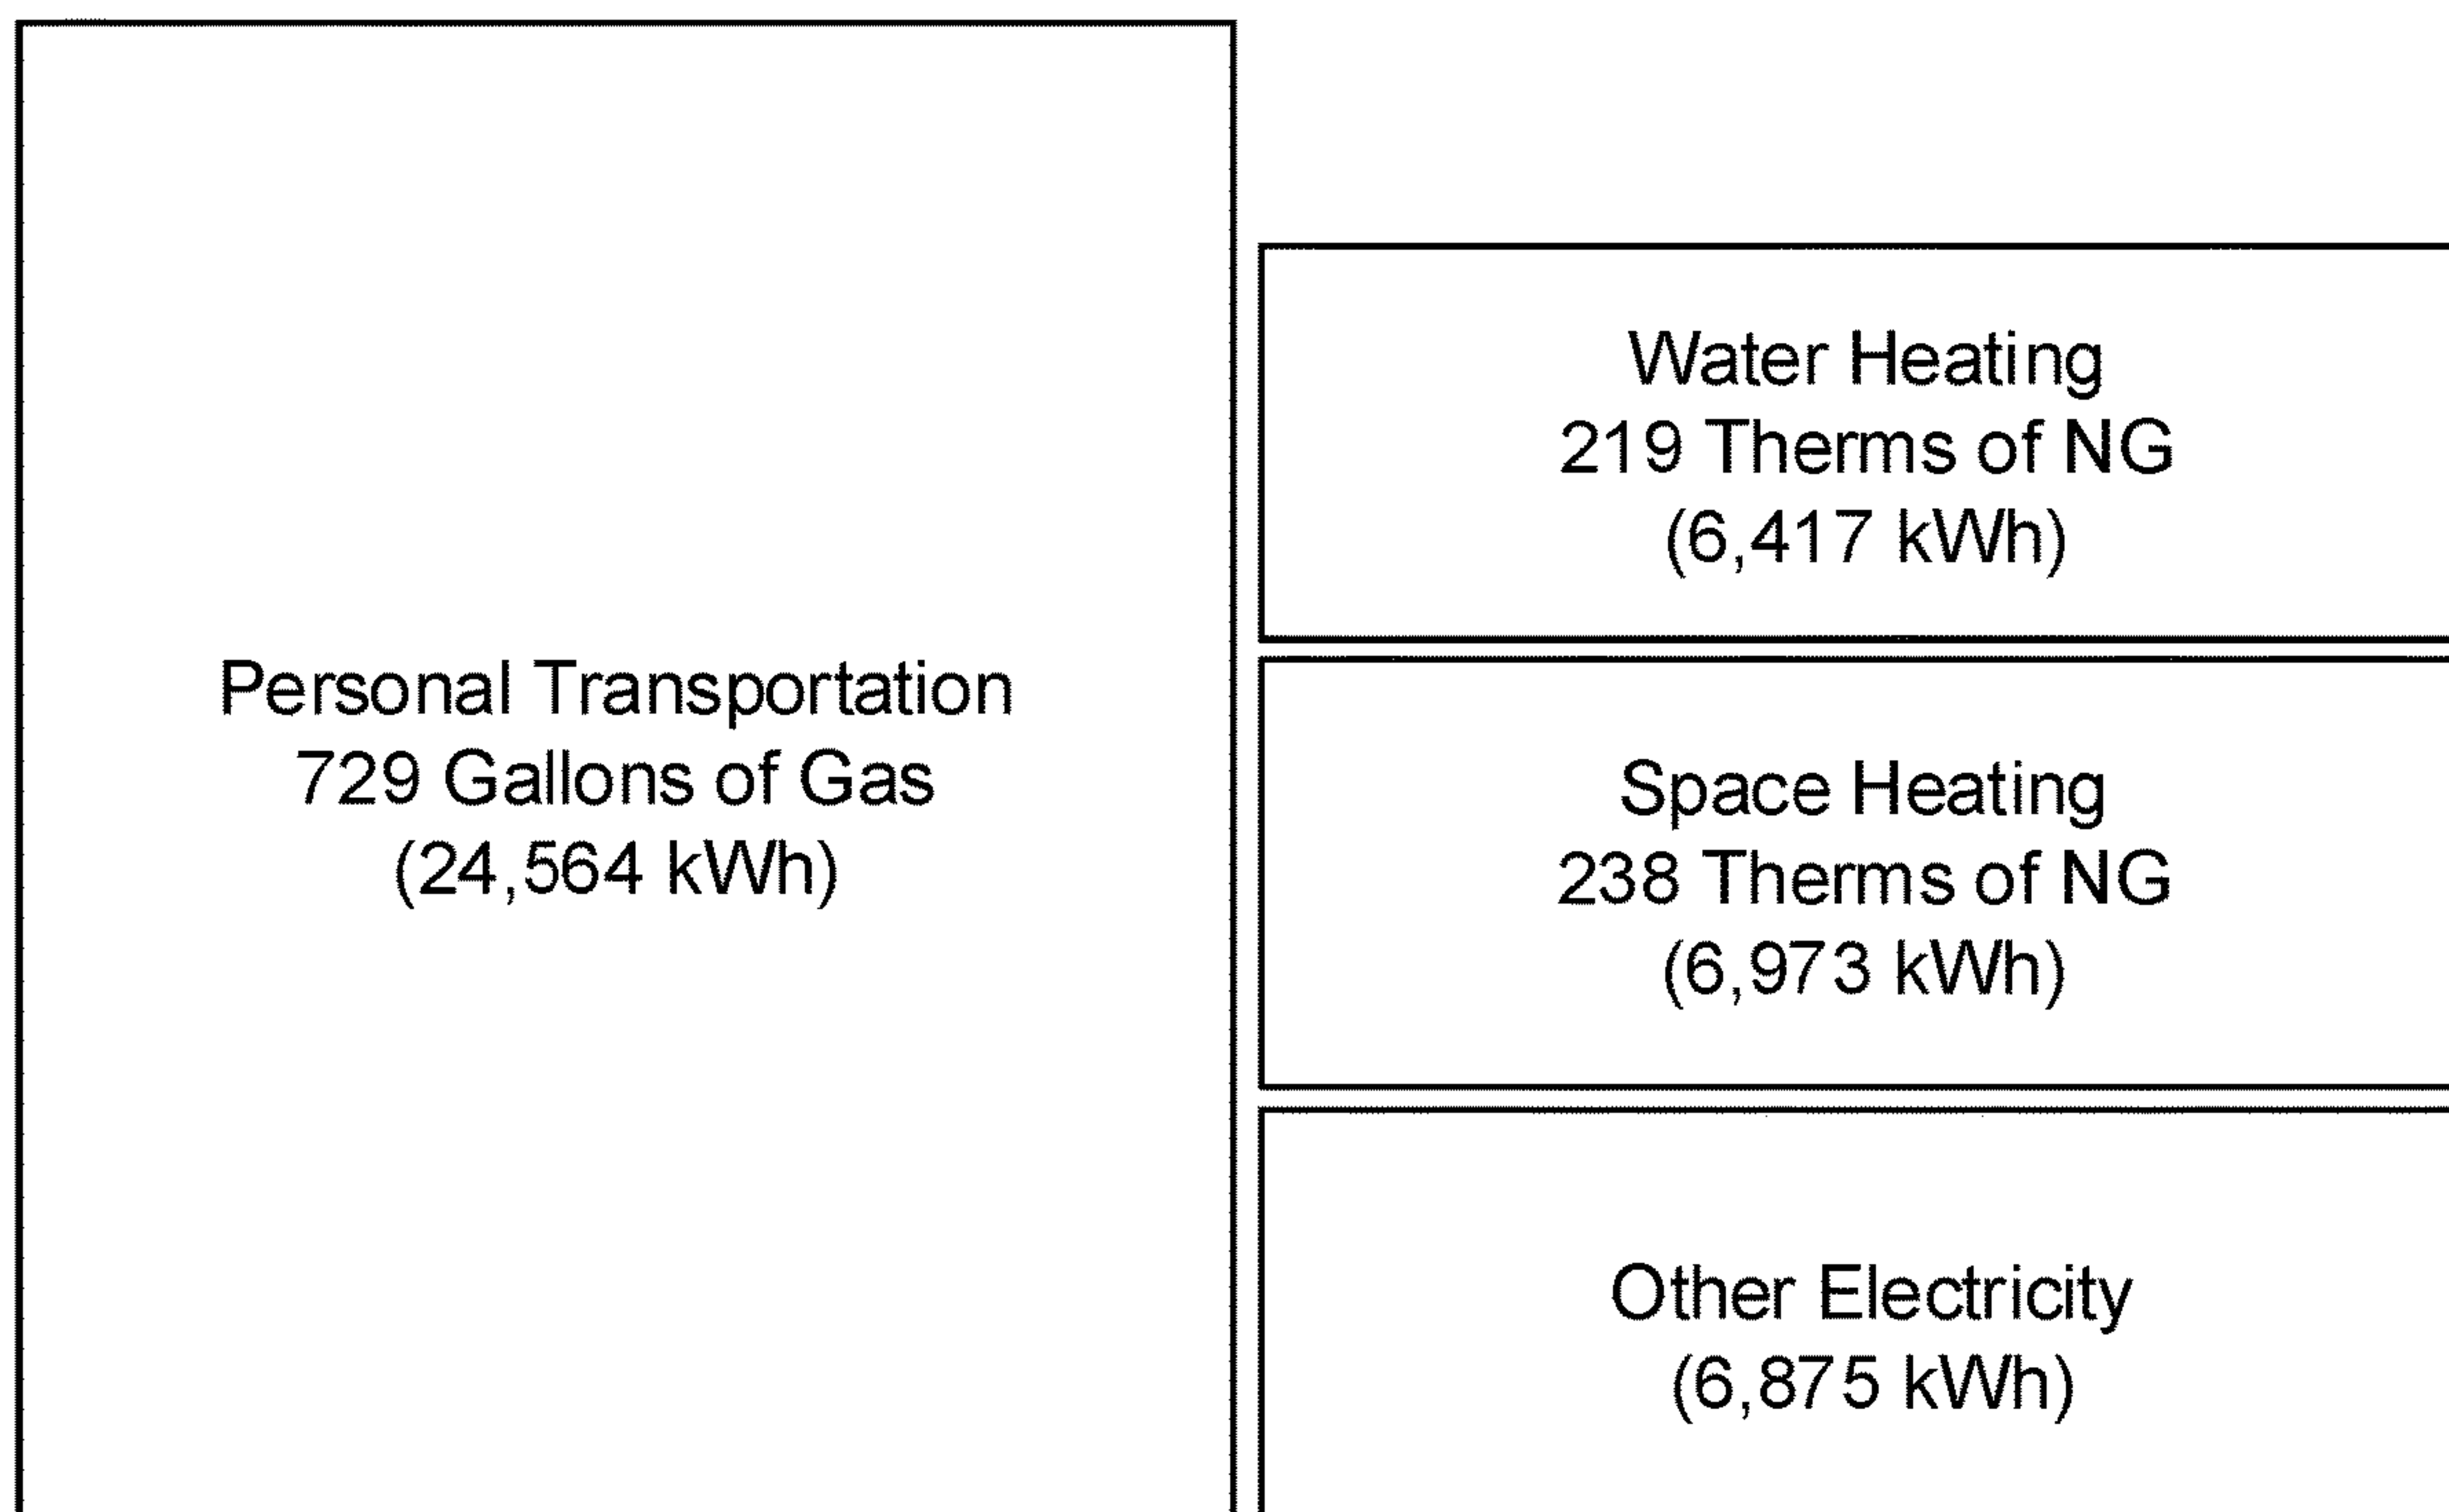 Personal Transportation
729 Gallons of Gas
(24,564 kWh)
Water Heating
219 Therms of NG
(6,417 kWh)
Space Heating
238 Therms of NG
(6,973 kWh)
Other Electricity
(6,875 kWh)